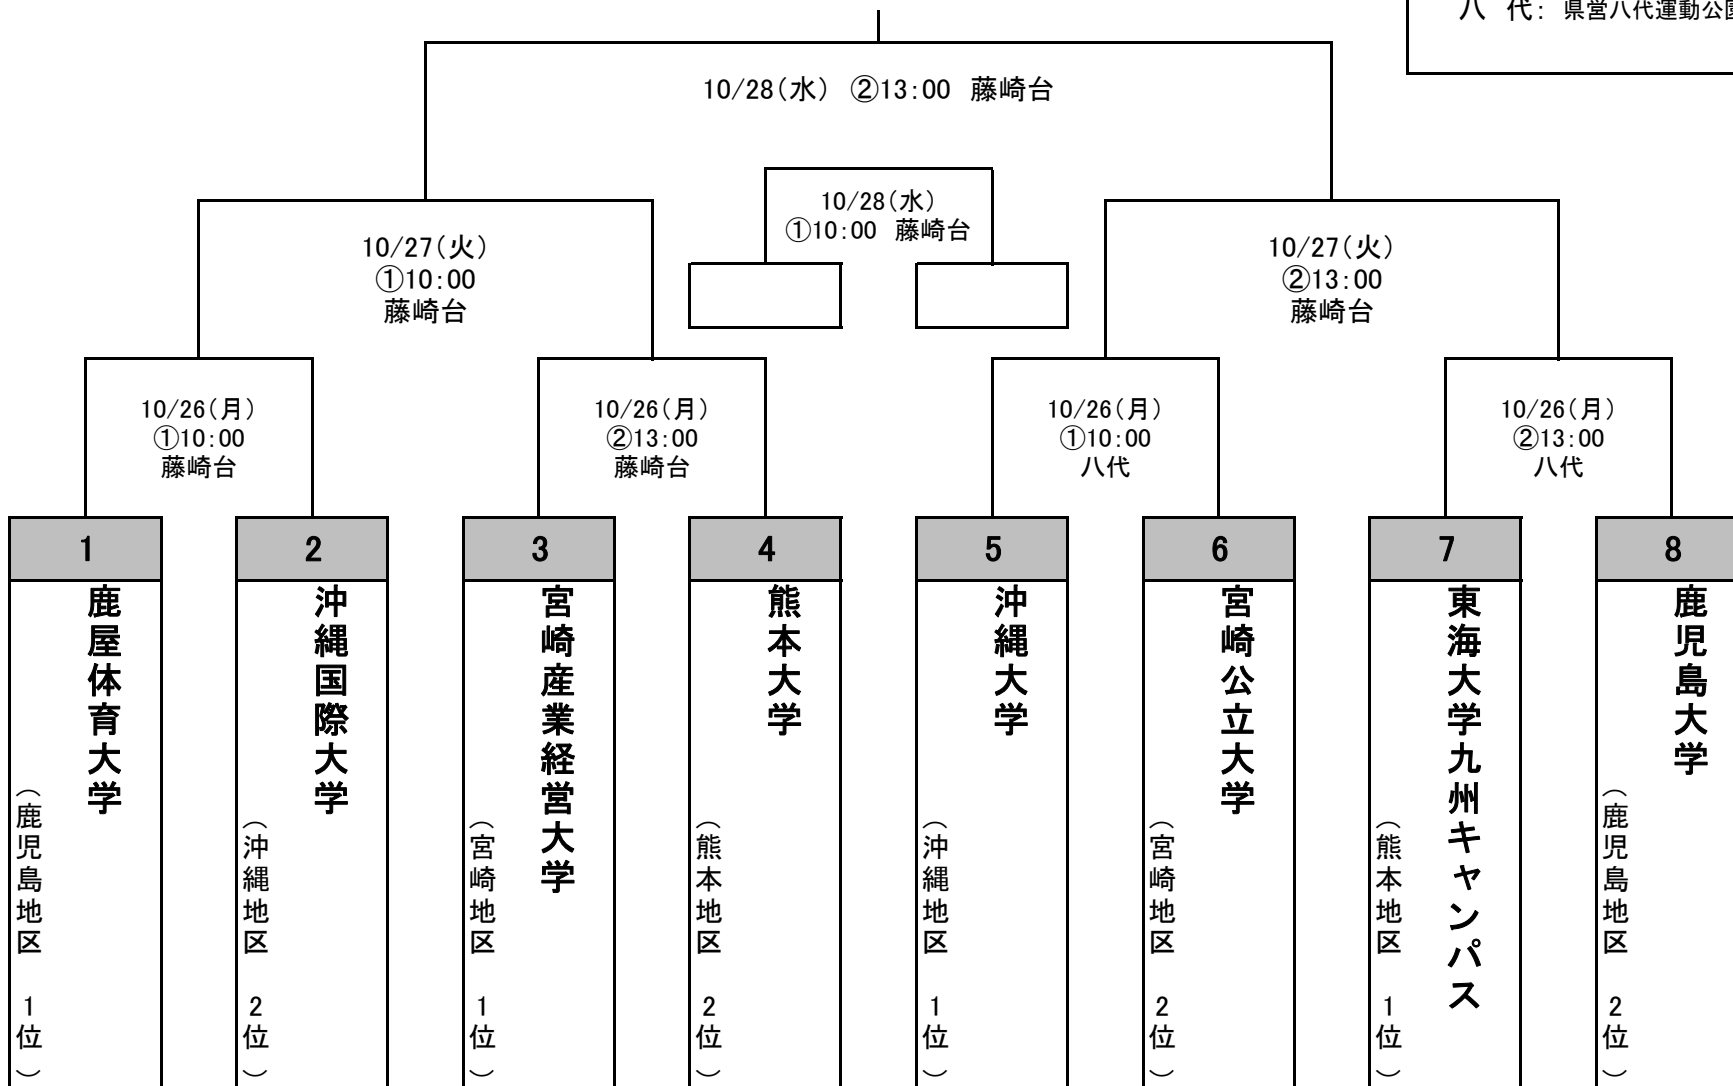 八 代: 県営八代運動公園
10/28(水) ②13:00 藤崎台
10/28(水)
①10:00 藤崎台
10/27(火)
①10:00
藤崎台
10/27(火)
②13:00
藤崎台
10/26(月)
①10:00
藤崎台
10/26(月)
②13:00
藤崎台
10/26(月)
①10:00
八代
10/26(月)
②13:00
八代
1
鹿屋体育大学
(鹿児島地区 1位)
2
沖縄国際大学
(沖縄地区 2位)
3
宮崎産業経営大学
(宮崎地区 1位)
4
熊本大学
(熊本地区 2位)
5
沖縄大学
(沖縄地区 1位)
6
宮崎公立大学
(宮崎地区 2位)
7
東海大学九州キャンパス
(熊本地区 1位)
8
鹿児島大学
(鹿児島地区 2位)